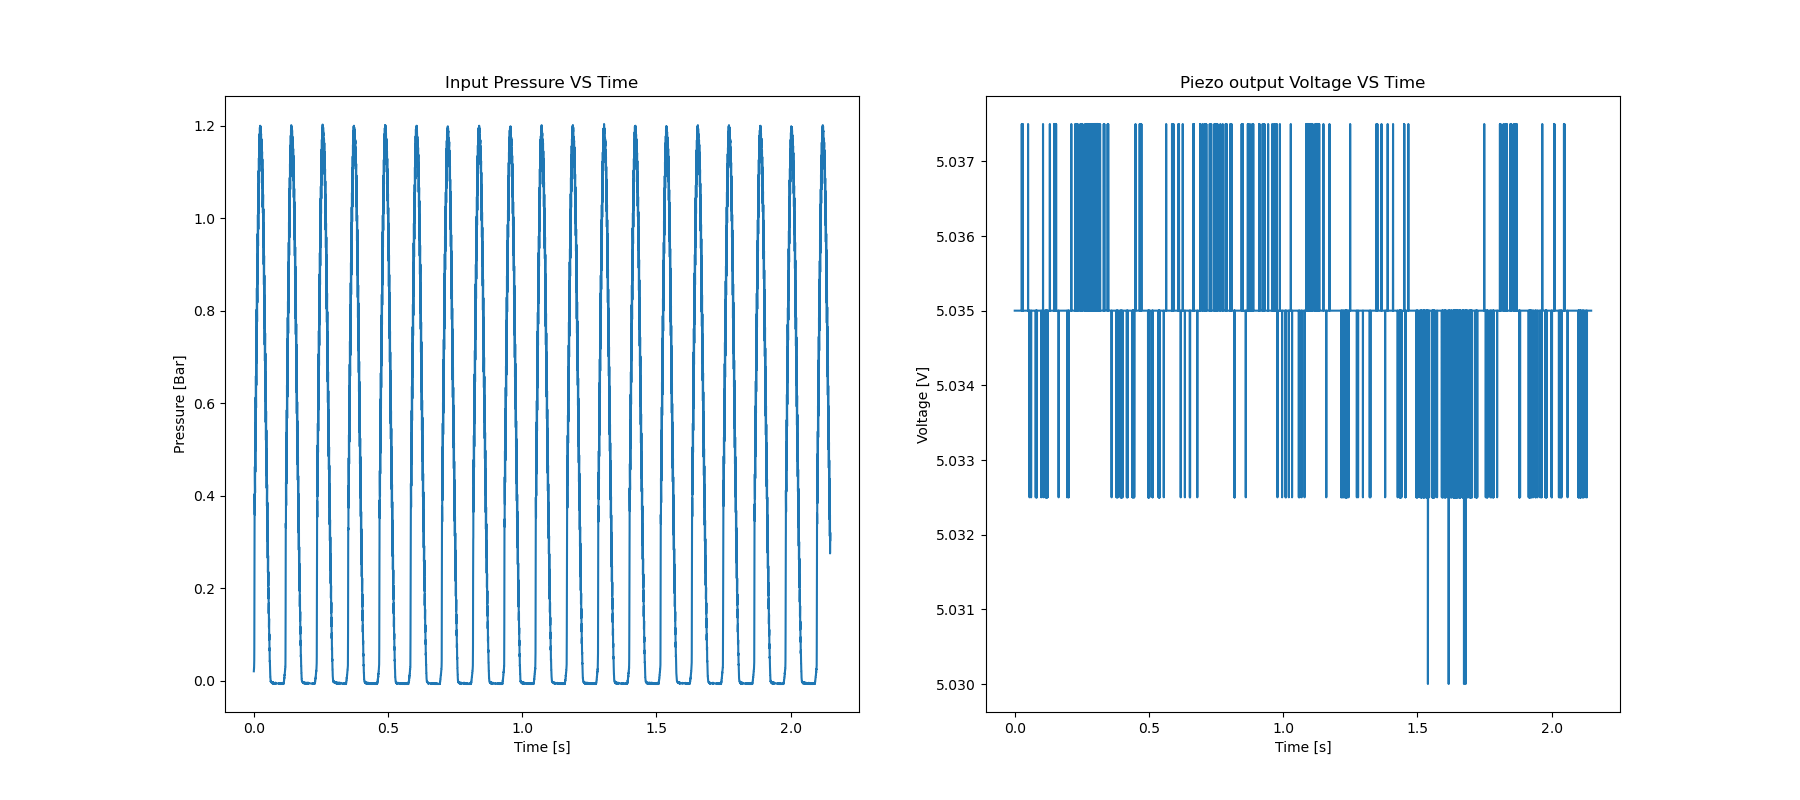 Input Pressure VS Time
1.2
1.0
0.8
0.6
0.4
0.2
0.0
Pressure [Bar]
0.0 0.5 1.0 1.5 2.0
Time [s]
Piezo output Voltage VS Time
5.037
5.036
5.035
5.034
5.033
5.032
5.031
5.030
Voltage [V]
0.0 0.5 1.0 1.5 2.0
Time [s]